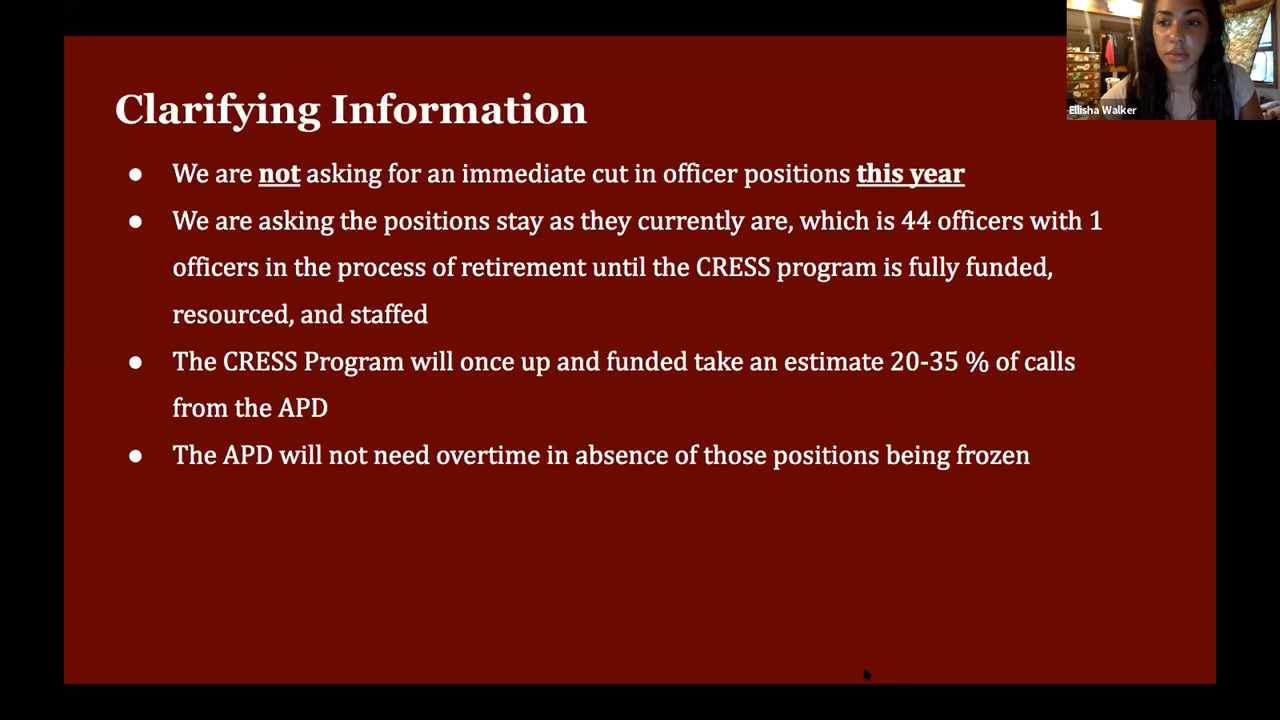 Ellisha Walker
Clarifying Information
● We are not asking for an immediate cut in officer positions this year
● We are asking the positions stay as they currently are, which is 44 officers with 1
officers in the process of retirement until the CRESS program is fully funded,
resourced, and staffed
● The CRESS Program will once up and funded take an estimate 20-35 % of calls
from the APD
● The APD will not need overtime in absence of those positions being frozen